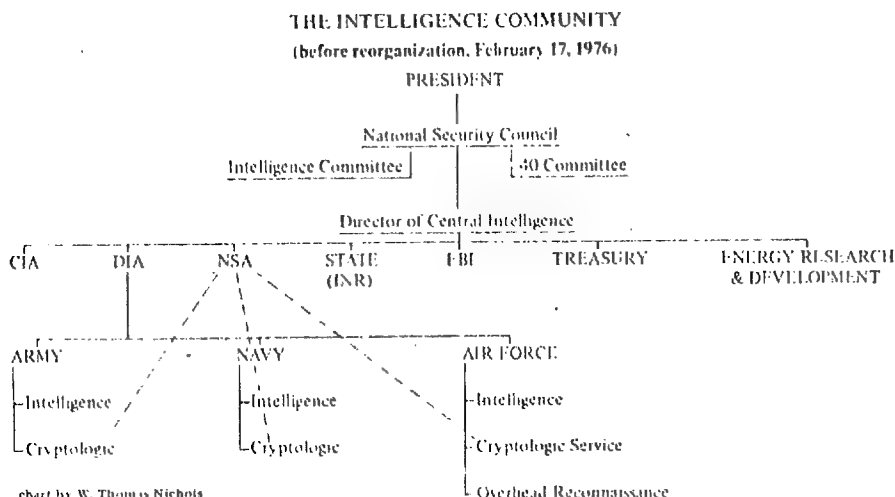 THE INTELLIGENCE COMMUNITY
(before reorganization, February 17, 1976)
PRESIDENT
National Security Council
Intelligence Committee
40 Committee
Director of Central Intelligence
CIA DIA NSA STATE FBI TREASURY ENERGY RESEARCH
(INR) & DEVELOPMENT
ARMY NAVY AIR FORCE
Intelligence Intelligence Intelligence
Cryptologic Cryptologic Cryptologic Service
chart by W. Thomas Nichols
Overhead Reconnaissance